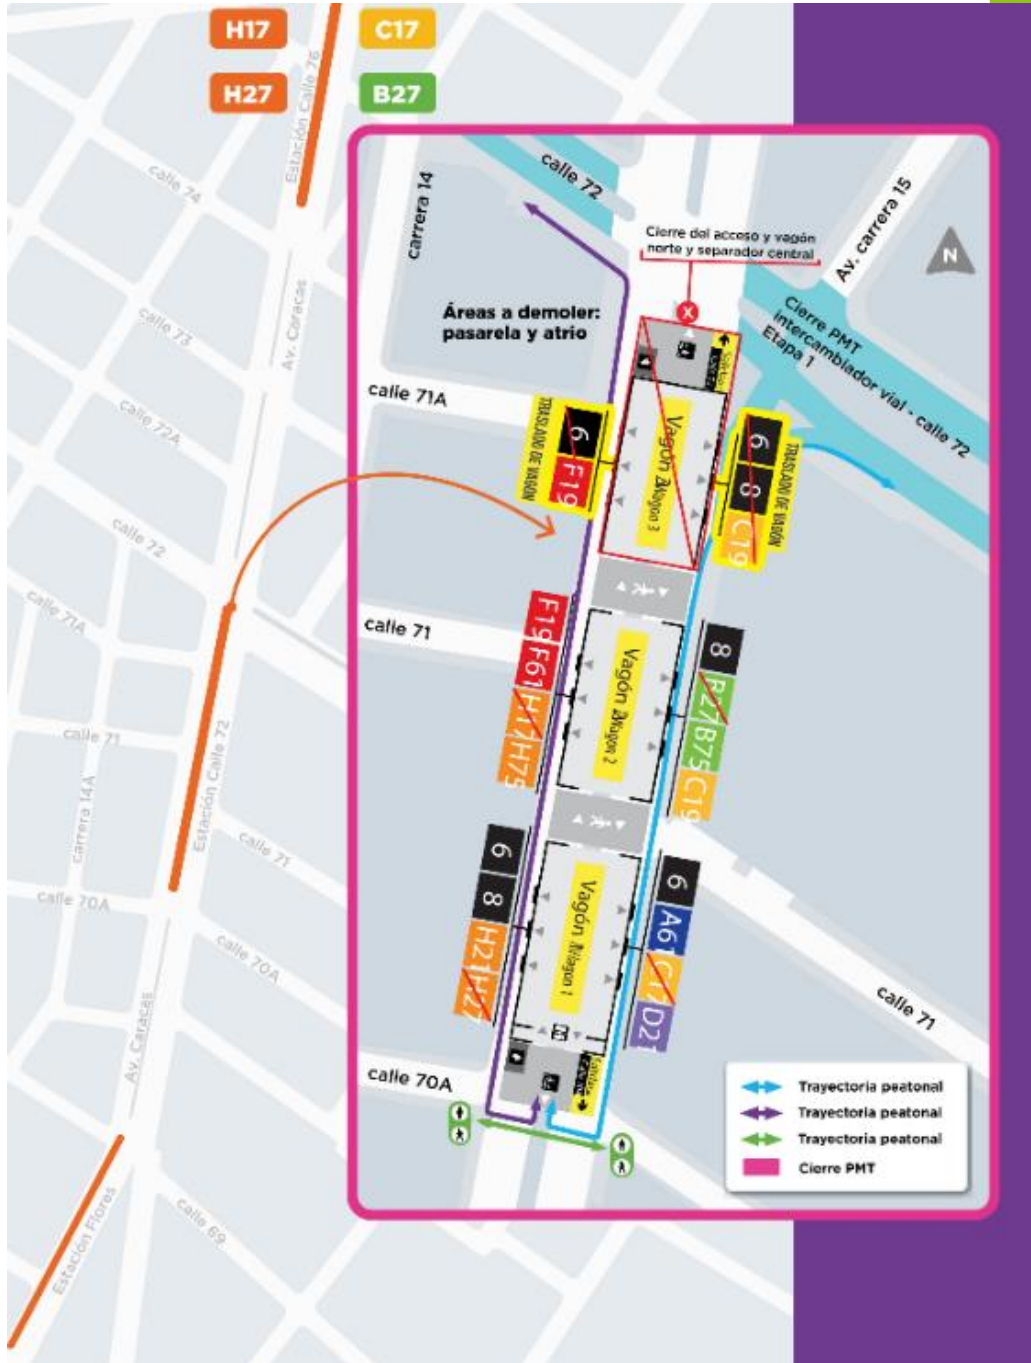 H17
C17
H27
B27
Estación Calle 76
calle 74
calle 73
calle 72A
calle 72
calle 71A
calle 71
carrera 14A
calle 70A
Av. Caracas
Estación Calle 72
calle 71
calle 70A
Av. Caracas
Estación Flores
calle 69
calle 72
carrera 14
Av. carrera 15
Cierre del acceso y vagón
norte y separador central
N
Áreas a demoler:
pasarela y atrio
Cierre PMT
intercambiador vial - calle 72
Etapa 1
calle 71A
6
F19
TRASLADO DE VAGÓN
Vagón 3
6
8
C19
TRASLADO DE VAGÓN
calle 71
F19
F61
H17
H75
Vagón 2
8
B27
B75
C19
6
8
H21
H27
Vagón 1
6
A61
C17
D21
calle 71
calle 70A
Trayectoria peatonal
Trayectoria peatonal
Trayectoria peatonal
Cierre PMT